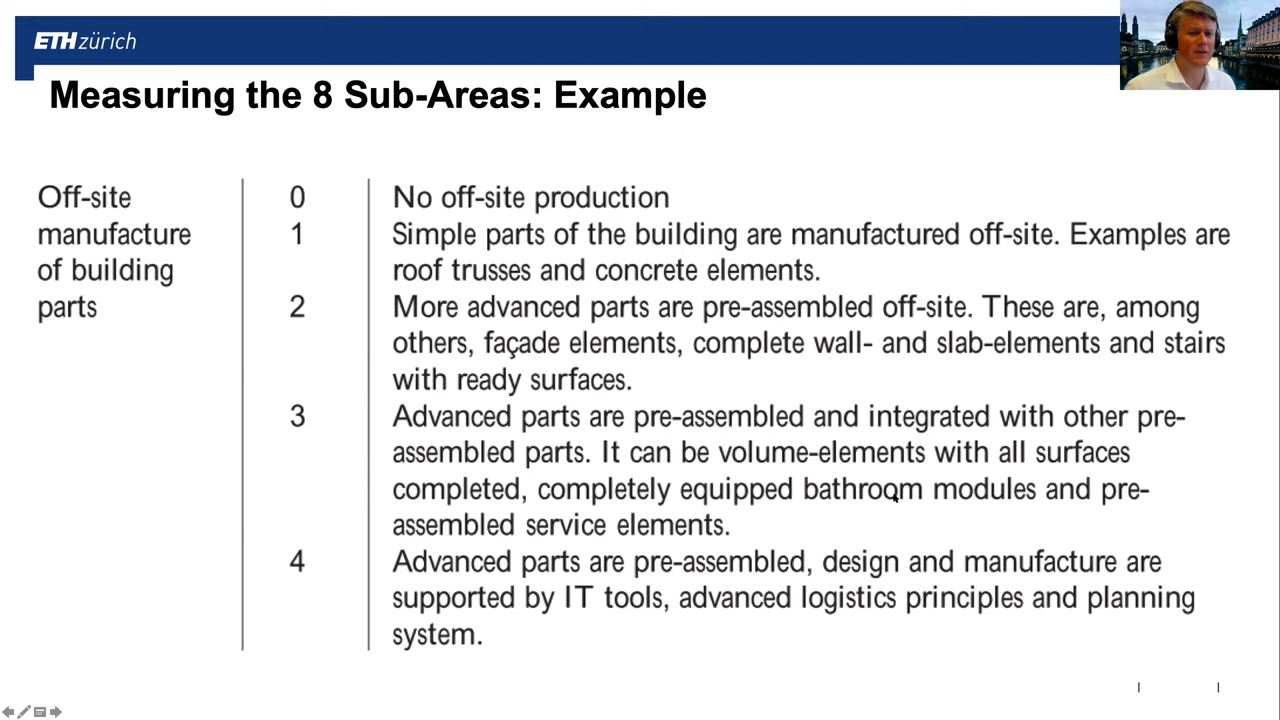 ETH zürich
Measuring the 8 Sub-Areas: Example
Off-site
manufacture
of building
parts
0 No off-site production
1 Simple parts of the building are manufactured off-site. Examples are
roof trusses and concrete elements.
2 More advanced parts are pre-assembled off-site. These are, among
others, façade elements, complete wall- and slab-elements and stairs
with ready surfaces.
3 Advanced parts are pre-assembled and integrated with other pre-
assembled parts. It can be volume-elements with all surfaces
completed, completely equipped bathroom modules and pre-
assembled service elements.
4 Advanced parts are pre-assembled, design and manufacture are
supported by IT tools, advanced logistics principles and planning
system.